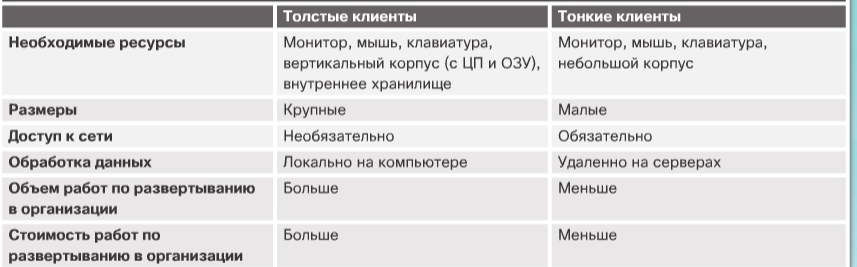 Толстые клиенты
Тонкие клиенты
Необходимые ресурсы
Монитор, мышь, клавиатура,
вертикальный корпус (с ЦП и ОЗУ),
внутреннее хранилище
Монитор, мышь, клавиатура,
небольшой корпус
Размеры
Крупные
Малые
Доступ к сети
Необязательно
Обязательно
Обработка данных
Локально на компьютере
Удаленно на серверах
Объем работ по развертыванию
в организации
Больше
Меньше
Стоимость работ по
развертыванию в организации
Больше
Меньше